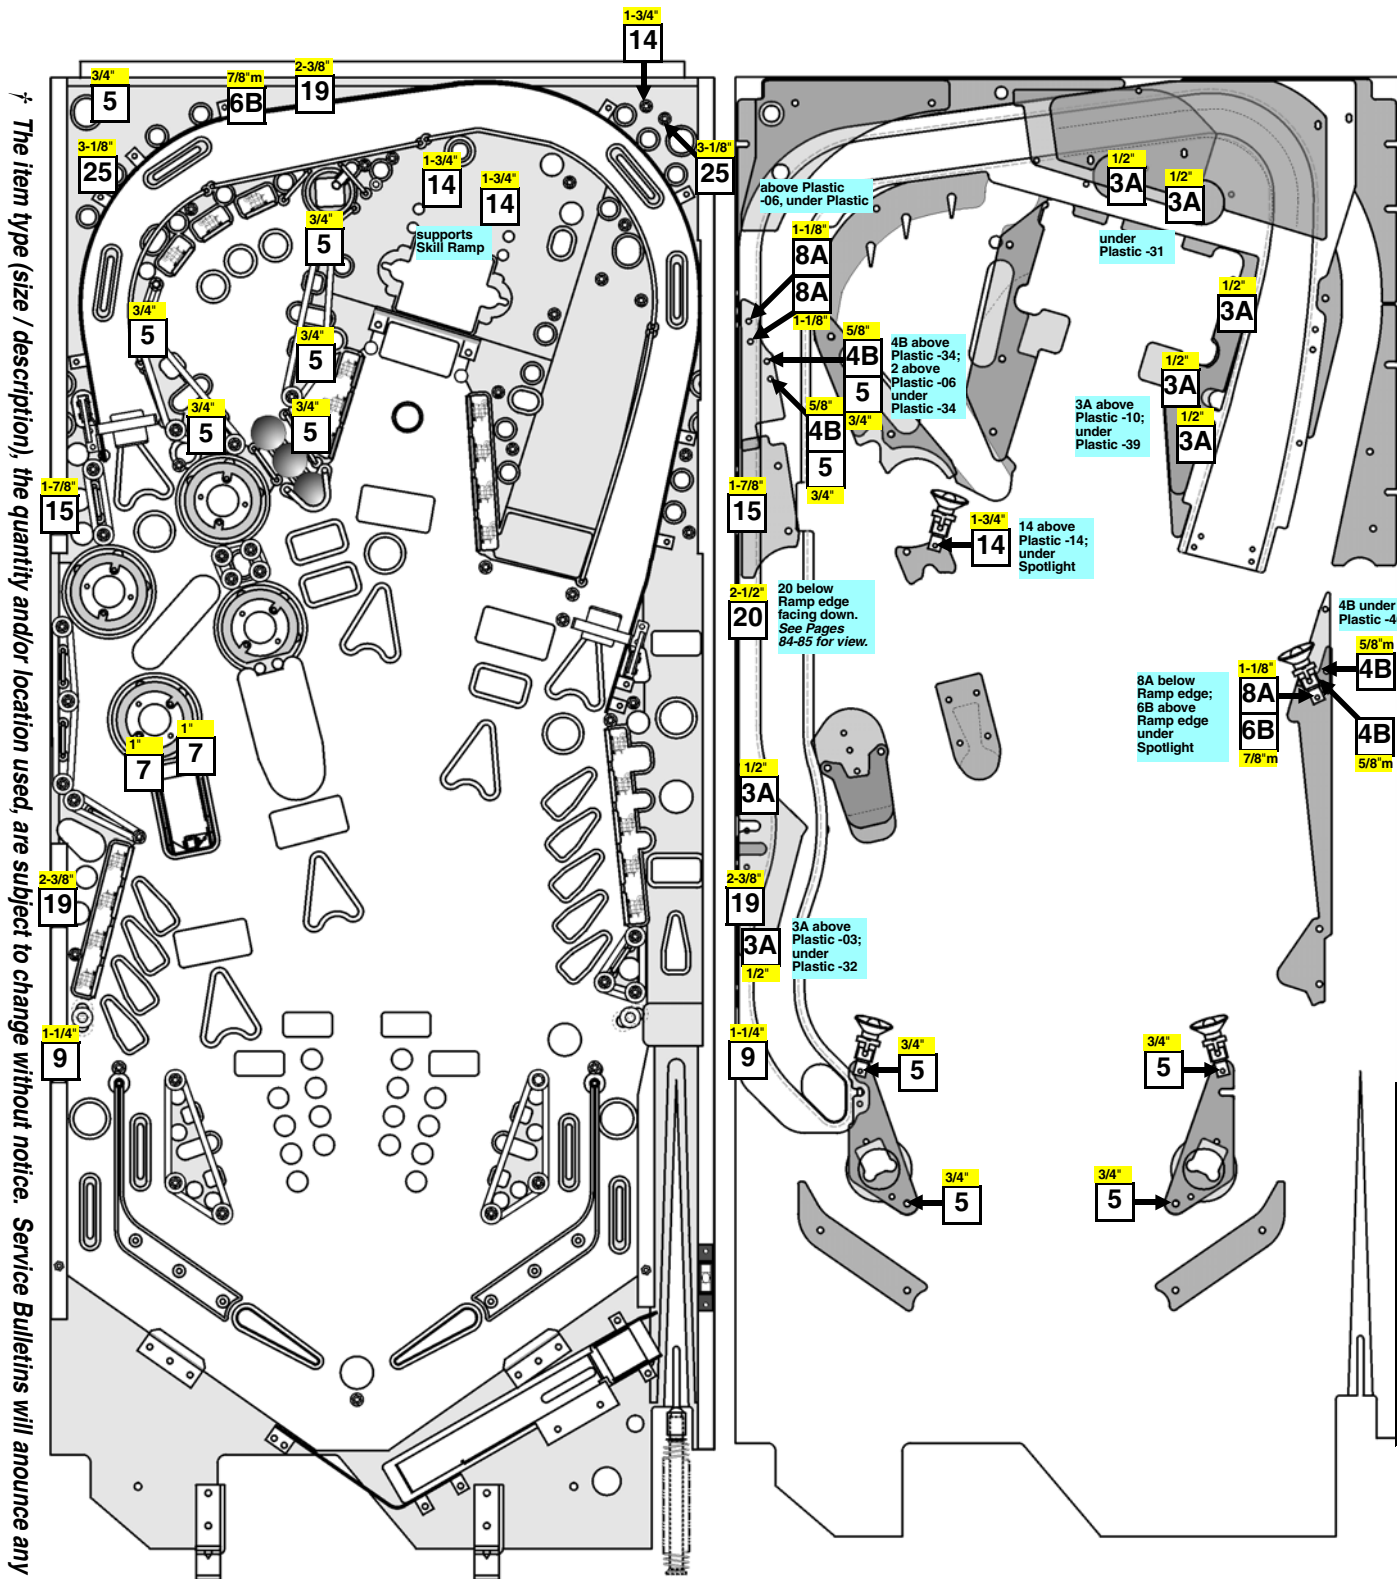 † The item type (size / description), the quantity and/or location used, are subject to change without notice.  Service Bulletins will anounce any
1-3/4"
14
3/4"
5
7/8"m
6B
2-3/8"
19
3-1/8"
25
3-1/8"
25
1-3/4"
14
1-3/4"
14
3/4"
5
supports
Skill Ramp
3/4"
5
3/4"
5
3/4"
5
3/4"
5
1-7/8"
15
1"
7
1"
7
2-3/8"
19
1-1/4"
9
above Plastic
-06, under Plastic
1-1/8"
8A
8A
1-1/8"
1/2"
3A
1/2"
3A
under
Plastic -31
1/2"
3A
5/8"
4B
5
3/4"
4B above
Plastic -34;
2 above
Plastic -06
under
Plastic -34
5/8"
4B
5
3/4"
1/2"
3A
1/2"
3A
3A above
Plastic -10;
under
Plastic -39
1-7/8"
15
1-3/4"
14
14 above
Plastic -14;
under
Spotlight
2-1/2"
20
20 below
Ramp edge
facing down.
See Pages
84-85 for view.
4B under
Plastic -4
5/8"m
4B
8A below
Ramp edge;
6B above
Ramp edge
under
Spotlight
1-1/8"
8A
6B
7/8"m
4B
5/8"m
1/2"
3A
2-3/8"
19
3A
1/2"
3A above
Plastic -03;
under
Plastic -32
1-1/4"
9
3/4"
5
3/4"
5
3/4"
5
3/4"
5